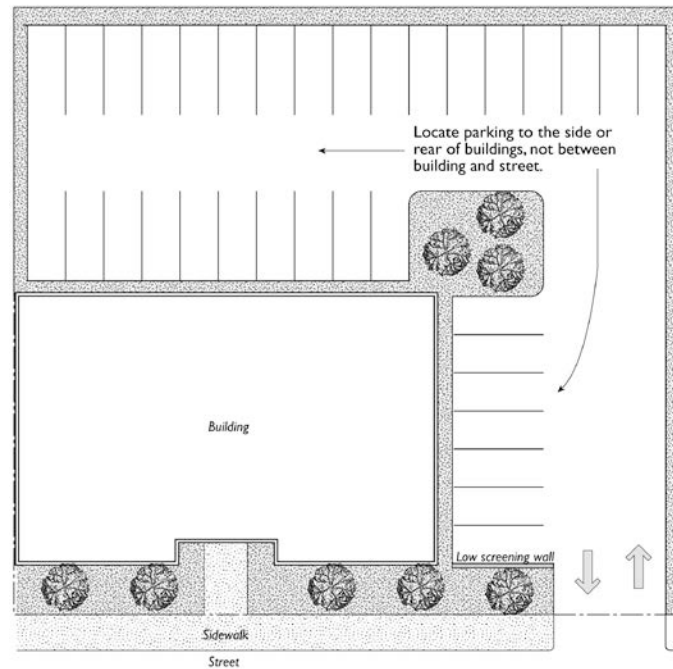 Locate parking to the side or
rear of buildings, not between
building and street.
Building
Low screening wall
Sidewalk
Street